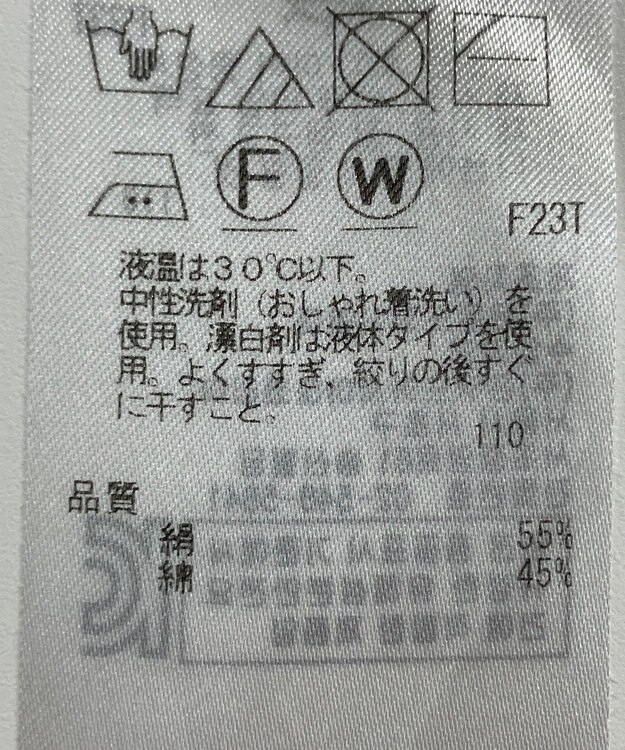 F W
F23T
液温は30℃以下。
中性洗剤（おしゃれ着洗い）を
使用。漂白剤は液体タイプを使
用。よくすすぎ、絞りの後すぐ
に干すこと。
110
品質
絹 55%
綿 45%